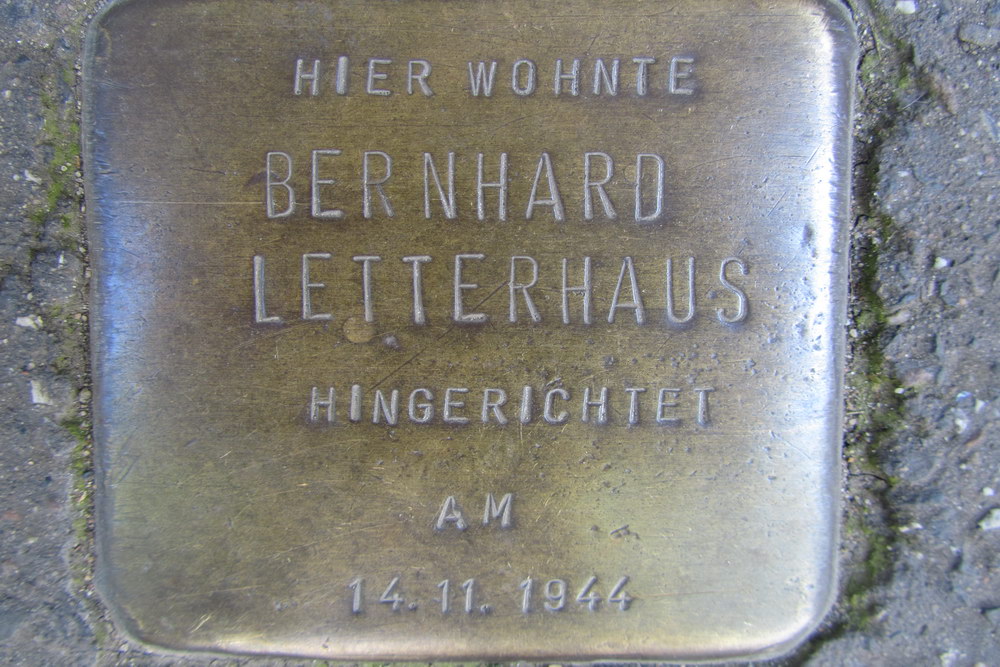 HIER WOHNTE
BERNHARD
LETTERHAUS
HINGERICHTET
AM
14.11.1944